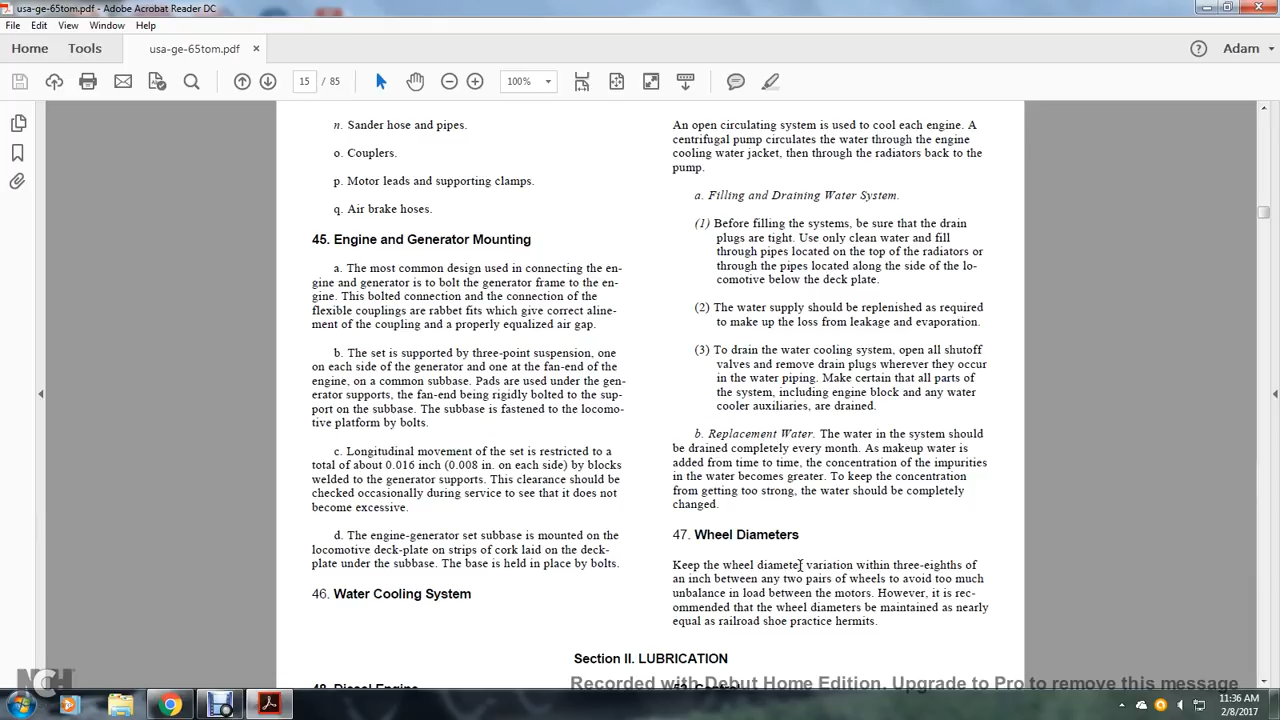 usa-ge-65tom.pdf - Adobe Acrobat Reader DC
File Edit View Window Help
Home Tools usa-ge-65tom.pdf × Adam
15 / 85 100%
n. Sander hose and pipes.
o. Couplers.
p. Motor leads and supporting clamps.
q. Air brake hoses.
45. Engine and Generator Mounting
a. The most common design used in connecting the en-
gine and generator is to bolt the generator frame to the en-
gine. This bolted connection and the connection of the
flexible couplings are rabbet fits which give correct aline-
ment of the coupling and a properly equalized air gap.
b. The set is supported by three-point suspension, one
on each side of the generator and one at the fan-end of the
engine, on a common subbase. Pads are used under the gen-
erator supports, the fan-end being rigidly bolted to the sup-
port on the subbase. The subbase is fastened to the locomo-
tive platform by bolts.
c. Longitudinal movement of the set is restricted to a
total of about 0.016 inch (0.008 in. on each side) by blocks
welded to the generator supports. This clearance should be
checked occasionally during service to see that it does not
become excessive.
d. The engine-generator set subbase is mounted on the
locomotive deck-plate on strips of cork laid on the deck-
plate under the subbase. The base is held in place by bolts.
46. Water Cooling System
An open circulating system is used to cool each engine. A
centrifugal pump circulates the water through the engine
cooling water jacket, then through the radiators back to the
pump.
a. Filling and Draining Water System.
(1) Before filling the systems, be sure that the drain
plugs are tight. Use only clean water and fill
through pipes located on the top of the radiators or
through the pipes located along the side of the lo-
comotive below the deck plate.
(2) The water supply should be replenished as required
to make up the loss from leakage and evaporation.
(3) To drain the water cooling system, open all shutoff
valves and remove drain plugs wherever they occur
in the water piping. Make certain that all parts of
the system, including engine block and any water
cooler auxiliaries, are drained.
b. Replacement Water. The water in the system should
be drained completely every month. As makeup water is
added from time to time, the concentration of the impurities
in the water becomes greater. To keep the concentration
from getting too strong, the water should be completely
changed.
47. Wheel Diameters
Keep the wheel diameter variation within three-eighths of
an inch between any two pairs of wheels to avoid too much
unbalance in load between the motors. However, it is rec-
ommended that the wheel diameters be maintained as nearly
equal as railroad shoe practice hermits.
Section II. LUBRICATION
48. Diesel Engine
NCH
Recorded with Debut Home Edition. Upgrade to Pro to remove this message
11:36 AM
2/8/2017